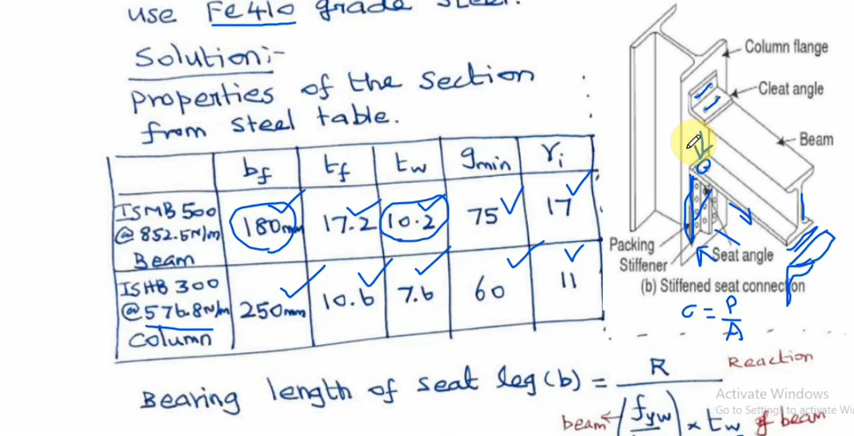 use Fe410 grade steel.
Solution:-
properties of the section
from steel table.
bf tf tw gmin ri
ISMB 500
@ 852.5N/m
Beam
180mm 17.2 10.2 75 17
ISHB 300
@576.8N/m
Column
250mm 10.6 7.6 60 11
Column flange
Cleat angle
Beam
Packing
Stiffener
Seat angle
(b) Stiffened seat connection
σ = P
A
Bearing length of seat leg (b) = R
Reaction
beam (fyw) × tw of beam
Activate Windows
Go to Settings to activate Wi